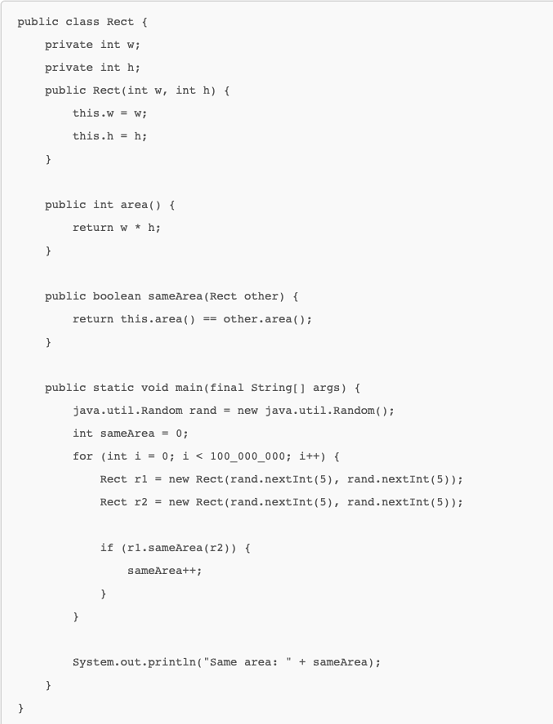 public class Rect {
    private int w;
    private int h;
    public Rect(int w, int h) {
        this.w = w;
        this.h = h;
    }

    public int area() {
        return w * h;
    }

    public boolean sameArea(Rect other) {
        return this.area() == other.area();
    }

    public static void main(final String[] args) {
        java.util.Random rand = new java.util.Random();
        int sameArea = 0;
        for (int i = 0; i < 100_000_000; i++) {
            Rect r1 = new Rect(rand.nextInt(5), rand.nextInt(5));
            Rect r2 = new Rect(rand.nextInt(5), rand.nextInt(5));

            if (r1.sameArea(r2)) {
                sameArea++;
            }
        }

        System.out.println("Same area: " + sameArea);
    }
}